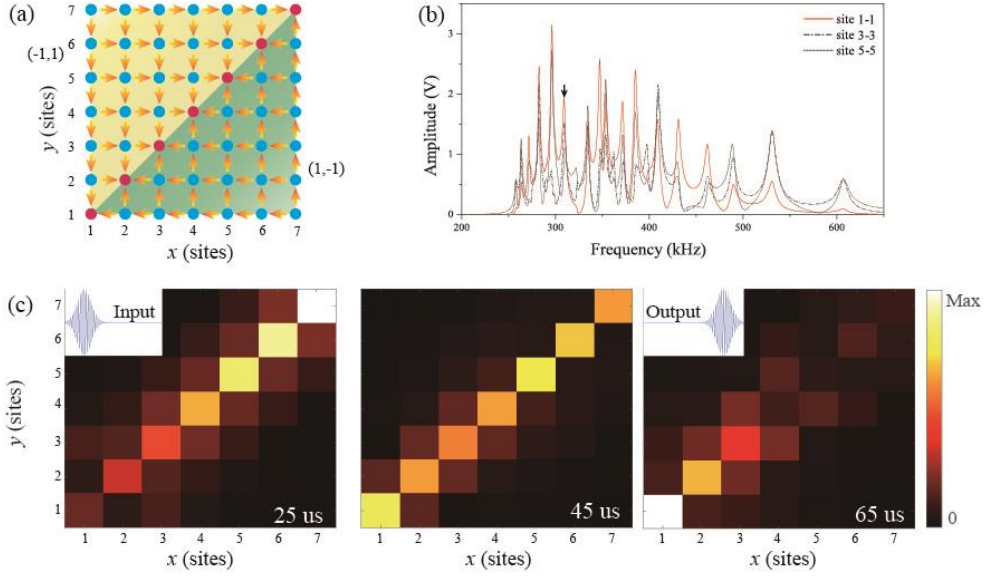 (a)
7
6
5
4
3
2
1
y (sites)
(-1,1)
(1,-1)
1 2 3 4 5 6 7
x (sites)
(b)
3
2
1
0
Amplitude (V)
site 1-1
site 3-3
site 5-5
200 300 400 500 600
Frequency (kHz)
(c)
7
6
5
4
3
2
1
y (sites)
Input
25 us
1 2 3 4 5 6 7
x (sites)
45 us
1 2 3 4 5 6 7
x (sites)
Output
65 us
1 2 3 4 5 6 7
x (sites)
Max
0